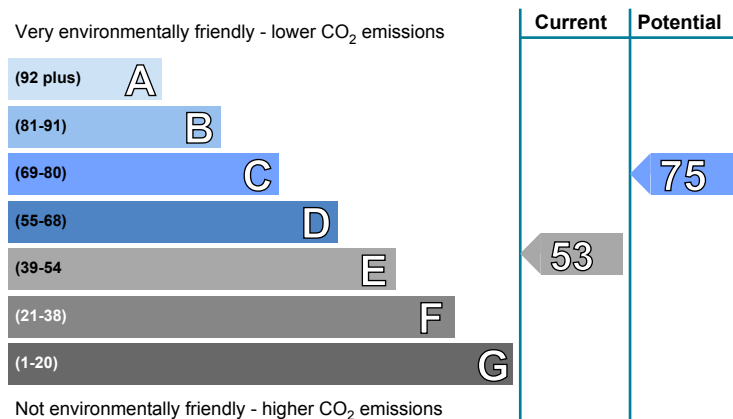 Current Potential
Very environmentally friendly - lower CO₂ emissions
(92 plus) A
(81-91) B
(69-80) C 75
(55-68) D
(39-54 E 53
(21-38) F
(1-20) G
Not environmentally friendly - higher CO₂ emissions